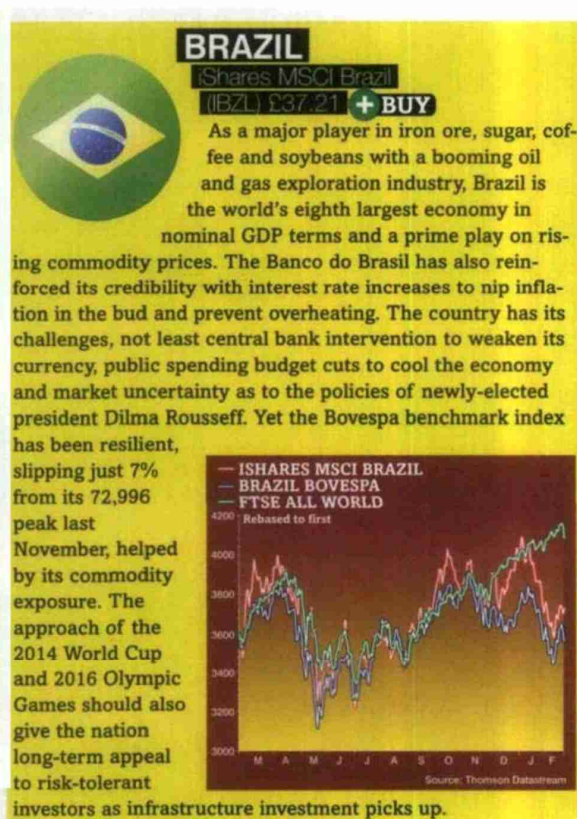 BRAZIL
iShares MSCI Brazil
(IBZL) £37.21 + BUY
As a major player in iron ore, sugar, cof-
fee and soybeans with a booming oil
and gas exploration industry, Brazil is
the world's eighth largest economy in
nominal GDP terms and a prime play on ris-
ing commodity prices. The Banco do Brasil has also rein-
forced its credibility with interest rate increases to nip infla-
tion in the bud and prevent overheating. The country has its
challenges, not least central bank intervention to weaken its
currency, public spending budget cuts to cool the economy
and market uncertainty as to the policies of newly-elected
president Dilma Rousseff. Yet the Bovespa benchmark index
has been resilient,
slipping just 7%
from its 72,996
peak last
November, helped
by its commodity
exposure. The
approach of the
2014 World Cup
and 2016 Olympic
Games should also
give the nation
long-term appeal
to risk-tolerant
investors as infrastructure investment picks up.
ISHARES MSCI BRAZIL
BRAZIL BOVESPA
FTSE ALL WORLD
Rebased to first
4200
4000
3800
3600
3400
3200
3000
M A M J J A S O N D J F
Source: Thomson Datastream